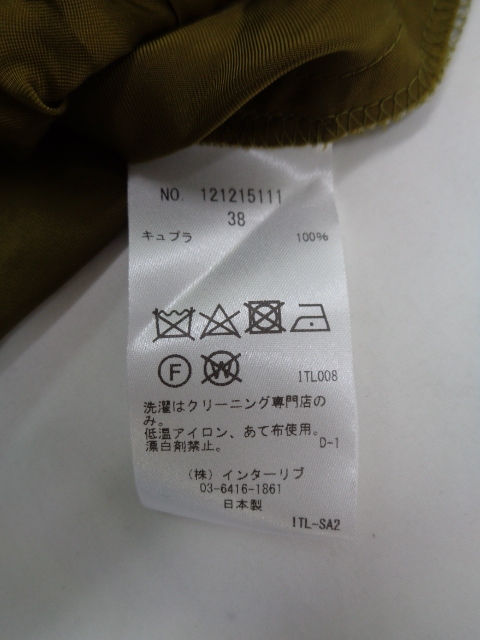 NO. 121215111
38
キュプラ 100%
F W ITL008
洗濯はクリーニング専門店の
み。
低温アイロン、あて布使用。
漂白剤禁止。 D-1
(株)インターリブ
03-6416-1861
日本製
ITL-SA2